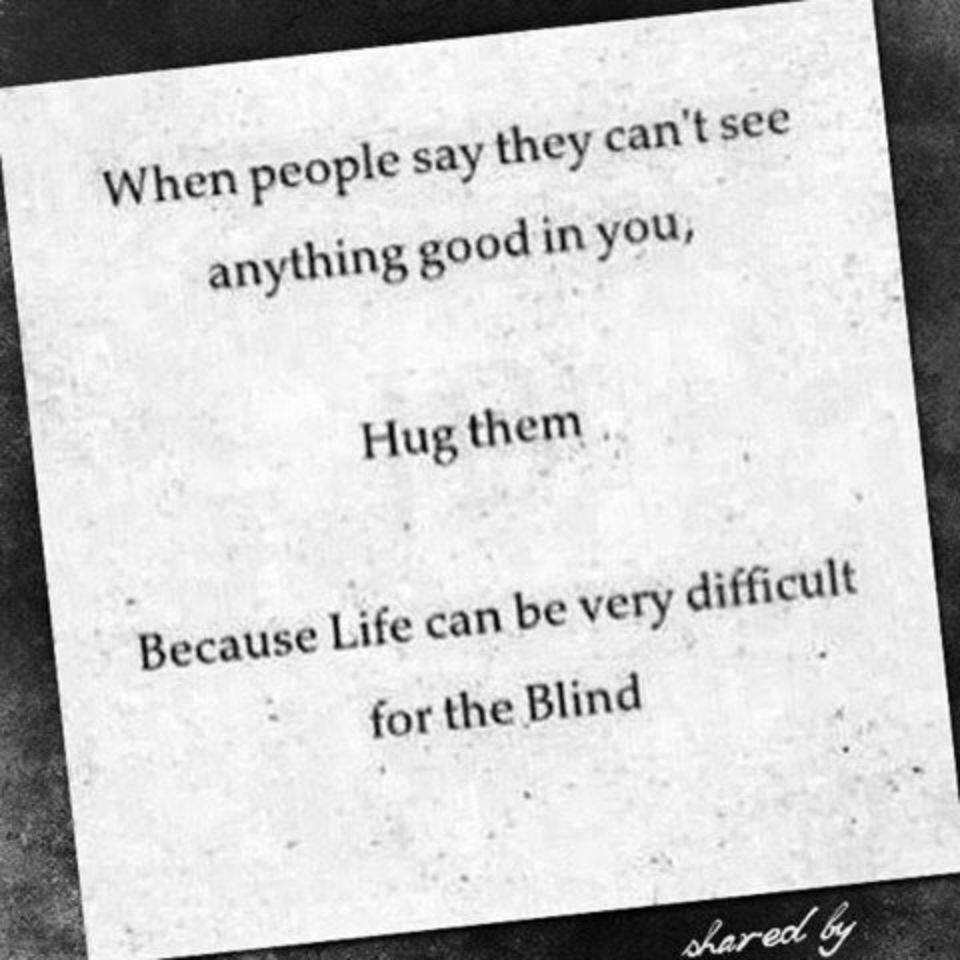 When people say they can't see
anything good in you,
Hug them
Because Life can be very difficult
for the Blind
shared by